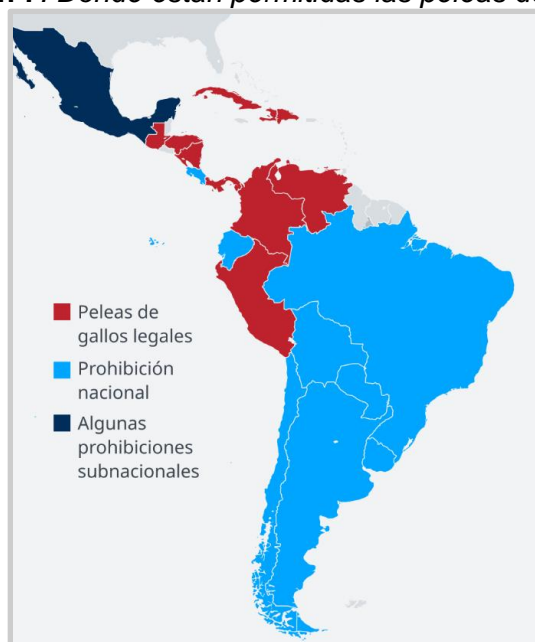 Dónde están permitidas las peleas de
Peleas de
gallos legales
Prohibición
nacional
Algunas
prohibiciones
subnacionales